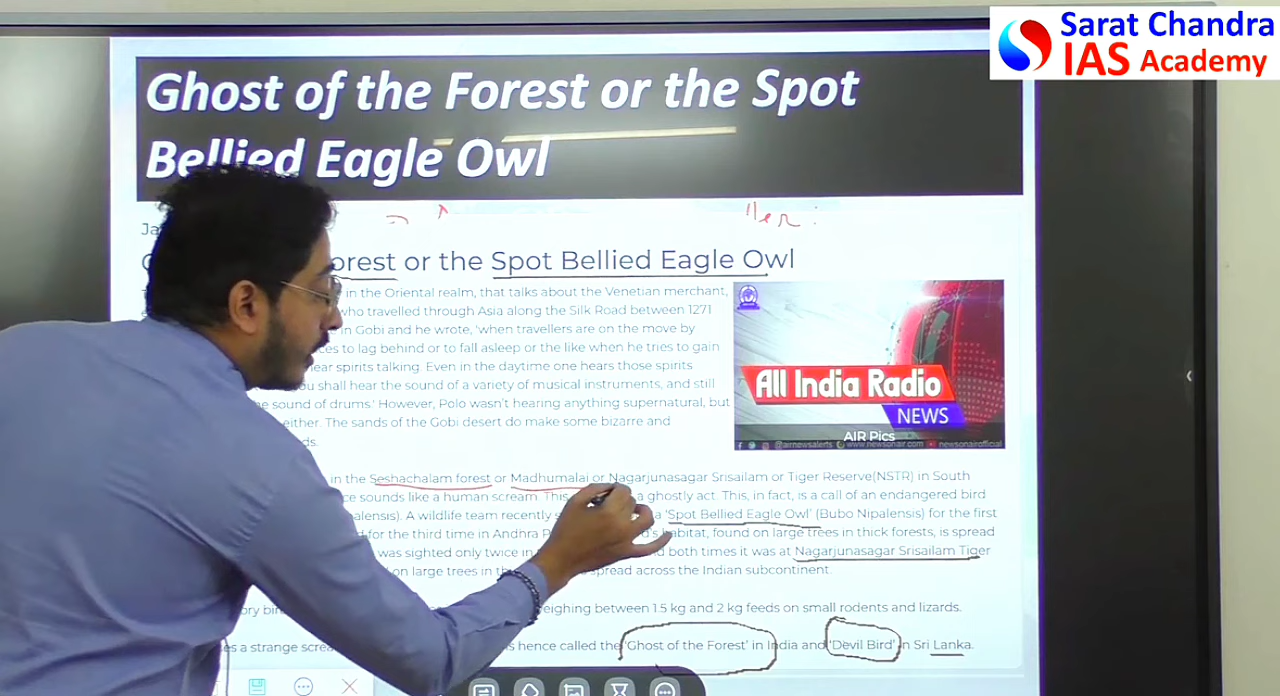 Sarat Chandra
IAS Academy
Ghost of the Forest or the Spot
Bellied Eagle Owl
Ja
orest or the Spot Bellied Eagle Owl
in the Oriental realm, that talks about the Venetian merchant,
who travelled through Asia along the Silk Road between 1271
in Gobi and he wrote, 'when travellers are on the move by
ces to lag behind or to fall asleep or the like when he tries to gain
hear spirits talking. Even in the daytime one hears those spirits
ou shall hear the sound of a variety of musical instruments, and still
he sound of drums.' However, Polo wasn't hearing anything supernatural, but
either. The sands of the Gobi desert do make some bizarre and
ds.
All India Radio
NEWS
AIR Pics
@airnewsalerts www.newsonair.com newsonairofficial
in the Seshachalam forest or Madhumalai or Nagarjunasagar Srisailam or Tiger Reserve(NSTR) in South
ce sounds like a human scream. This a ghostly act. This, in fact, is a call of an endangered bird
palensis). A wildlife team recently a 'Spot Bellied Eagle Owl' (Bubo Nipalensis) for the first
d for the third time in Andhra P habitat, found on large trees in thick forests, is spread
was sighted only twice in both times it was at Nagarjunasagar Srisailam Tiger
on large trees in th spread across the Indian subcontinent.
ory bir eighing between 1.5 kg and 2 kg feeds on small rodents and lizards.
es a strange screa is hence called the 'Ghost of the Forest' in India and 'Devil Bird' in Sri Lanka.